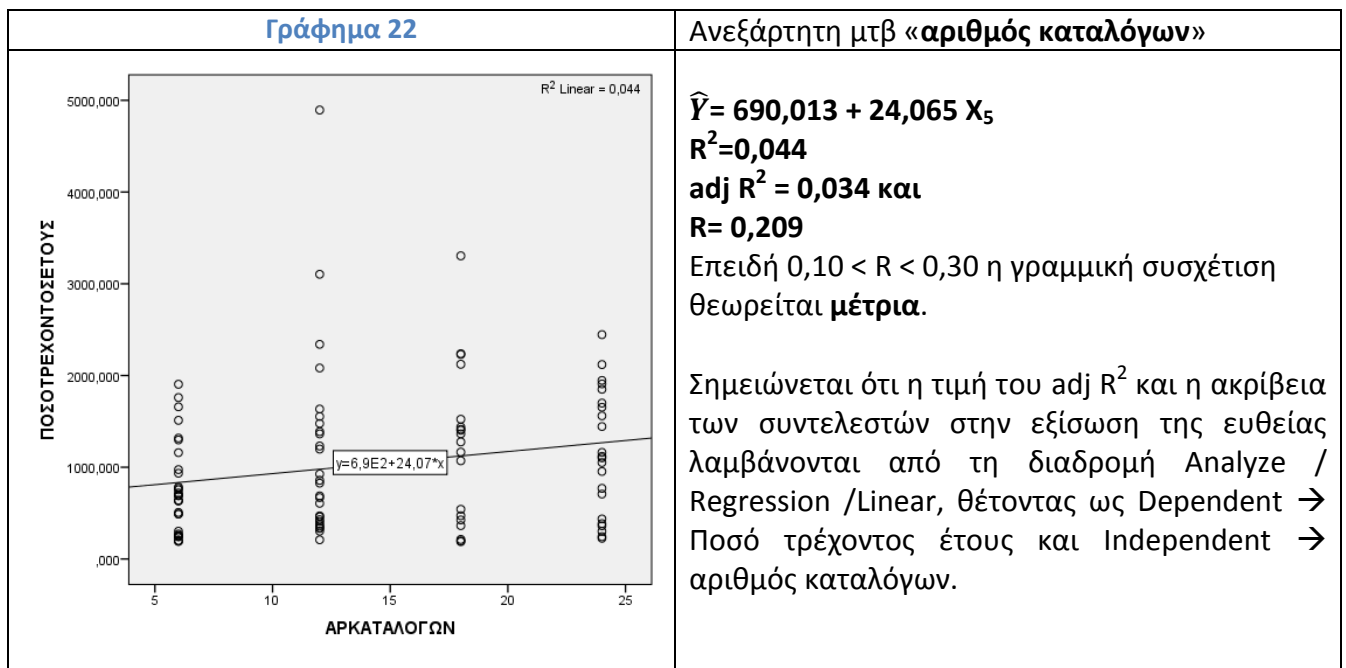 Γράφημα 22
Ανεξάρτητη μτβ «αριθμός καταλόγων»
R² Linear = 0,044
5000,000
4000,000
3000,000
2000,000
1000,000
,000
ΠΟΣΟΤΡΕΧΟΝΤΟΣΕΤΟΥΣ
y=6,9E2+24,07*x
5 10 15 20 25
ΑΡΚΑΤΑΛΟΓΩΝ
Ŷ= 690,013 + 24,065 X₅
R²=0,044
adj R² = 0,034 και
R= 0,209
Επειδή 0,10 < R < 0,30 η γραμμική συσχέτιση
θεωρείται μέτρια.
Σημειώνεται ότι η τιμή του adj R² και η ακρίβεια
των συντελεστών στην εξίσωση της ευθείας
λαμβάνονται από τη διαδρομή Analyze /
Regression /Linear, θέτοντας ως Dependent →
Ποσό τρέχοντος έτους και Independent →
αριθμός καταλόγων.